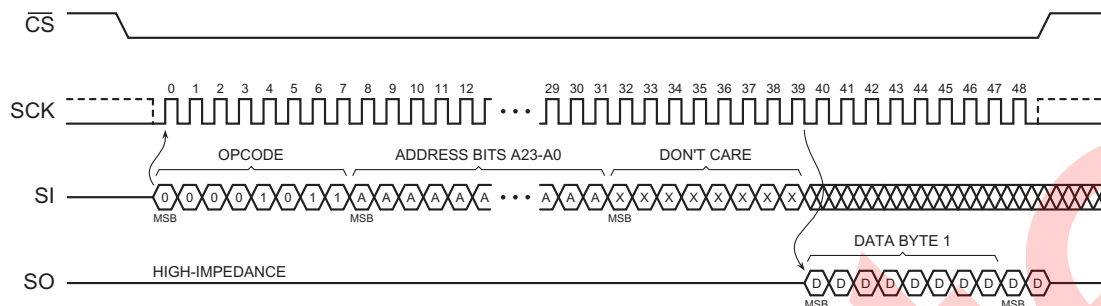 CS
0 1 2 3 4 5 6 7 8 9 10 11 12 29 30 31 32 33 34 35 36 37 38 39 40 41 42 43 44 45 46 47 48
SCK
OPCODE ADDRESS BITS A23-A0 DON'T CARE
SI 0 0 0 0 1 0 1 1 A A A A A A A A A X X X X X X X X
MSB MSB MSB
DATA BYTE 1
HIGH-IMPEDANCE
SO D D D D D D D D D D
MSB MSB